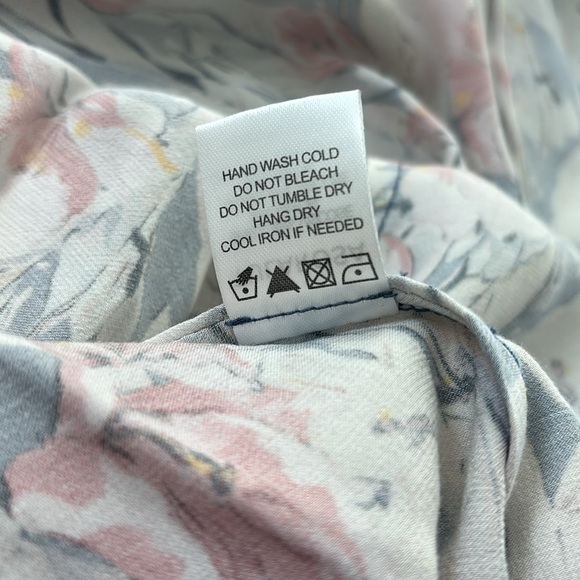 HAND WASH COLD
DO NOT BLEACH
DO NOT TUMBLE DRY
HANG DRY
COOL IRON IF NEEDED